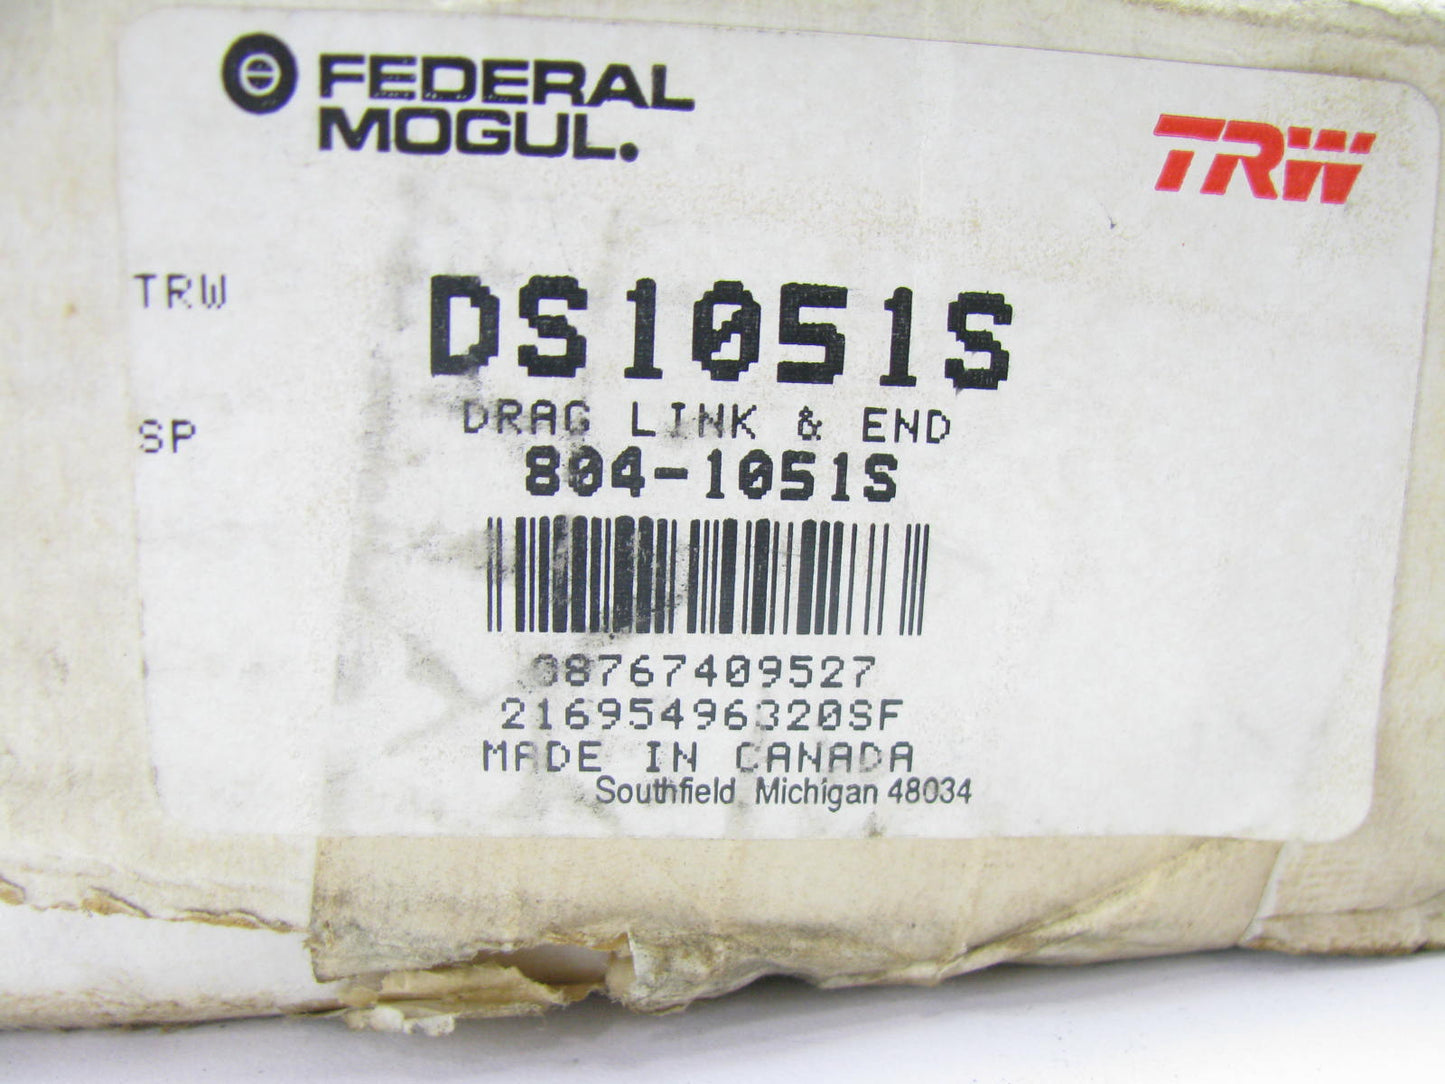 FEDERAL
MOGUL.
TRW
TRW
DS1051S
DRAG LINK & END
SP
804-1051S
08767409527
21695496320SF
MADE IN CANADA
Southfield Michigan 48034